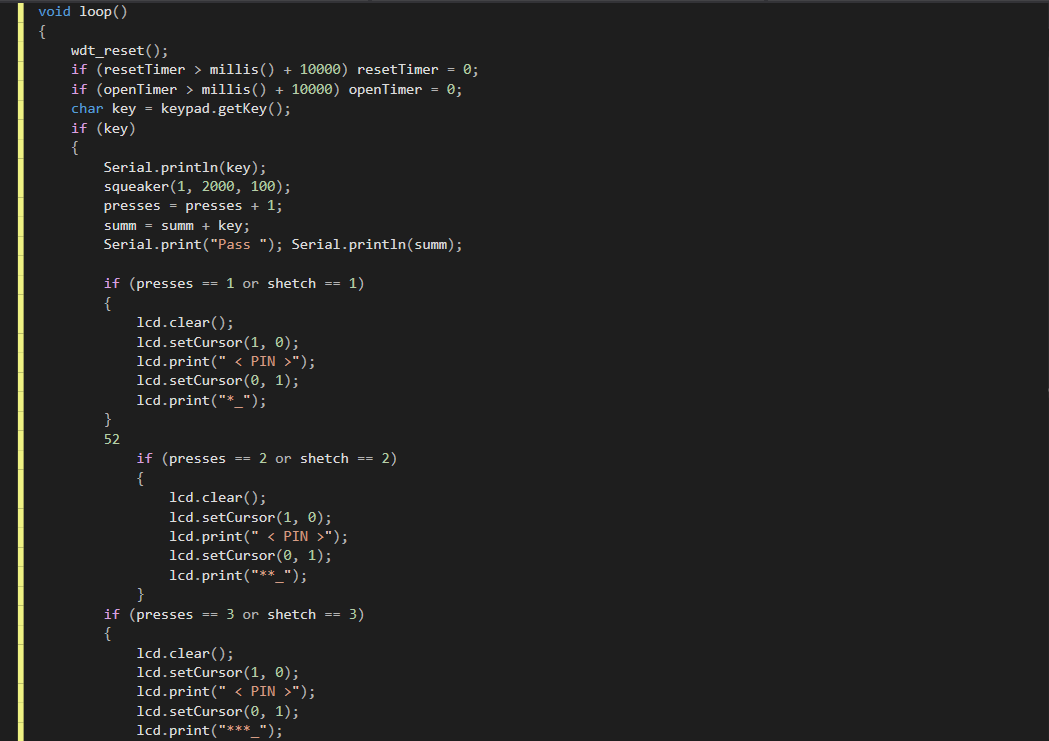 void loop()
{
    wdt_reset();
    if (resetTimer > millis() + 10000) resetTimer = 0;
    if (openTimer > millis() + 10000) openTimer = 0;
    char key = keypad.getKey();
    if (key)
    {
        Serial.println(key);
        squeaker(1, 2000, 100);
        presses = presses + 1;
        summ = summ + key;
        Serial.print("Pass "); Serial.println(summ);

        if (presses == 1 or shetch == 1)
        {
            lcd.clear();
            lcd.setCursor(1, 0);
            lcd.print(" < PIN >");
            lcd.setCursor(0, 1);
            lcd.print("*_");
        }
        52
            if (presses == 2 or shetch == 2)
            {
                lcd.clear();
                lcd.setCursor(1, 0);
                lcd.print(" < PIN >");
                lcd.setCursor(0, 1);
                lcd.print("**_");
            }
        if (presses == 3 or shetch == 3)
        {
            lcd.clear();
            lcd.setCursor(1, 0);
            lcd.print(" < PIN >");
            lcd.setCursor(0, 1);
            lcd.print("***_");